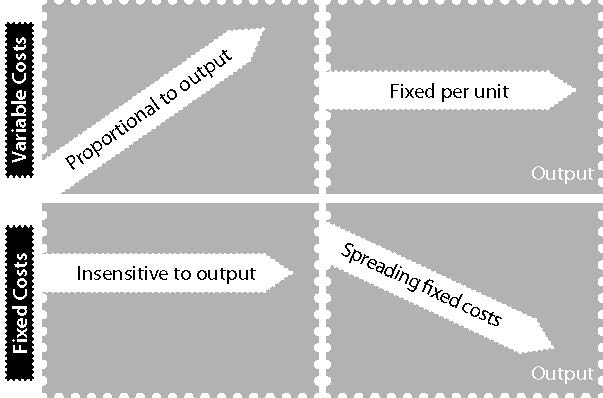 Variable Costs
Proportional to output
Fixed per unit
Output
Fixed Costs
Insensitive to output
Spreading fixed costs
Output